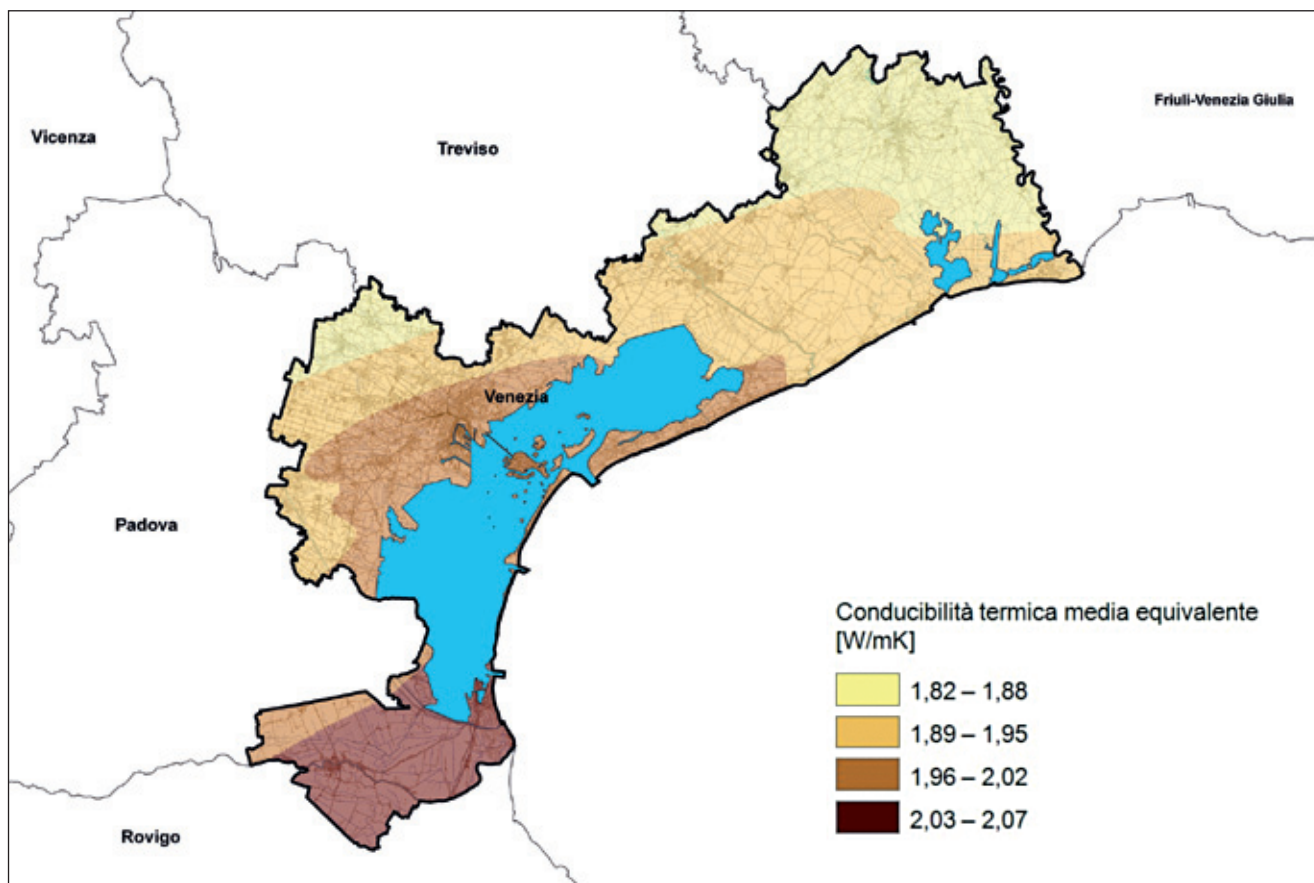 Friuli-Venezia Giulia
Vicenza
Treviso
Venezia
Padova
Conducibilità termica media equivalente
[W/mK]
1,82 – 1,88
1,89 – 1,95
1,96 – 2,02
2,03 – 2,07
Rovigo